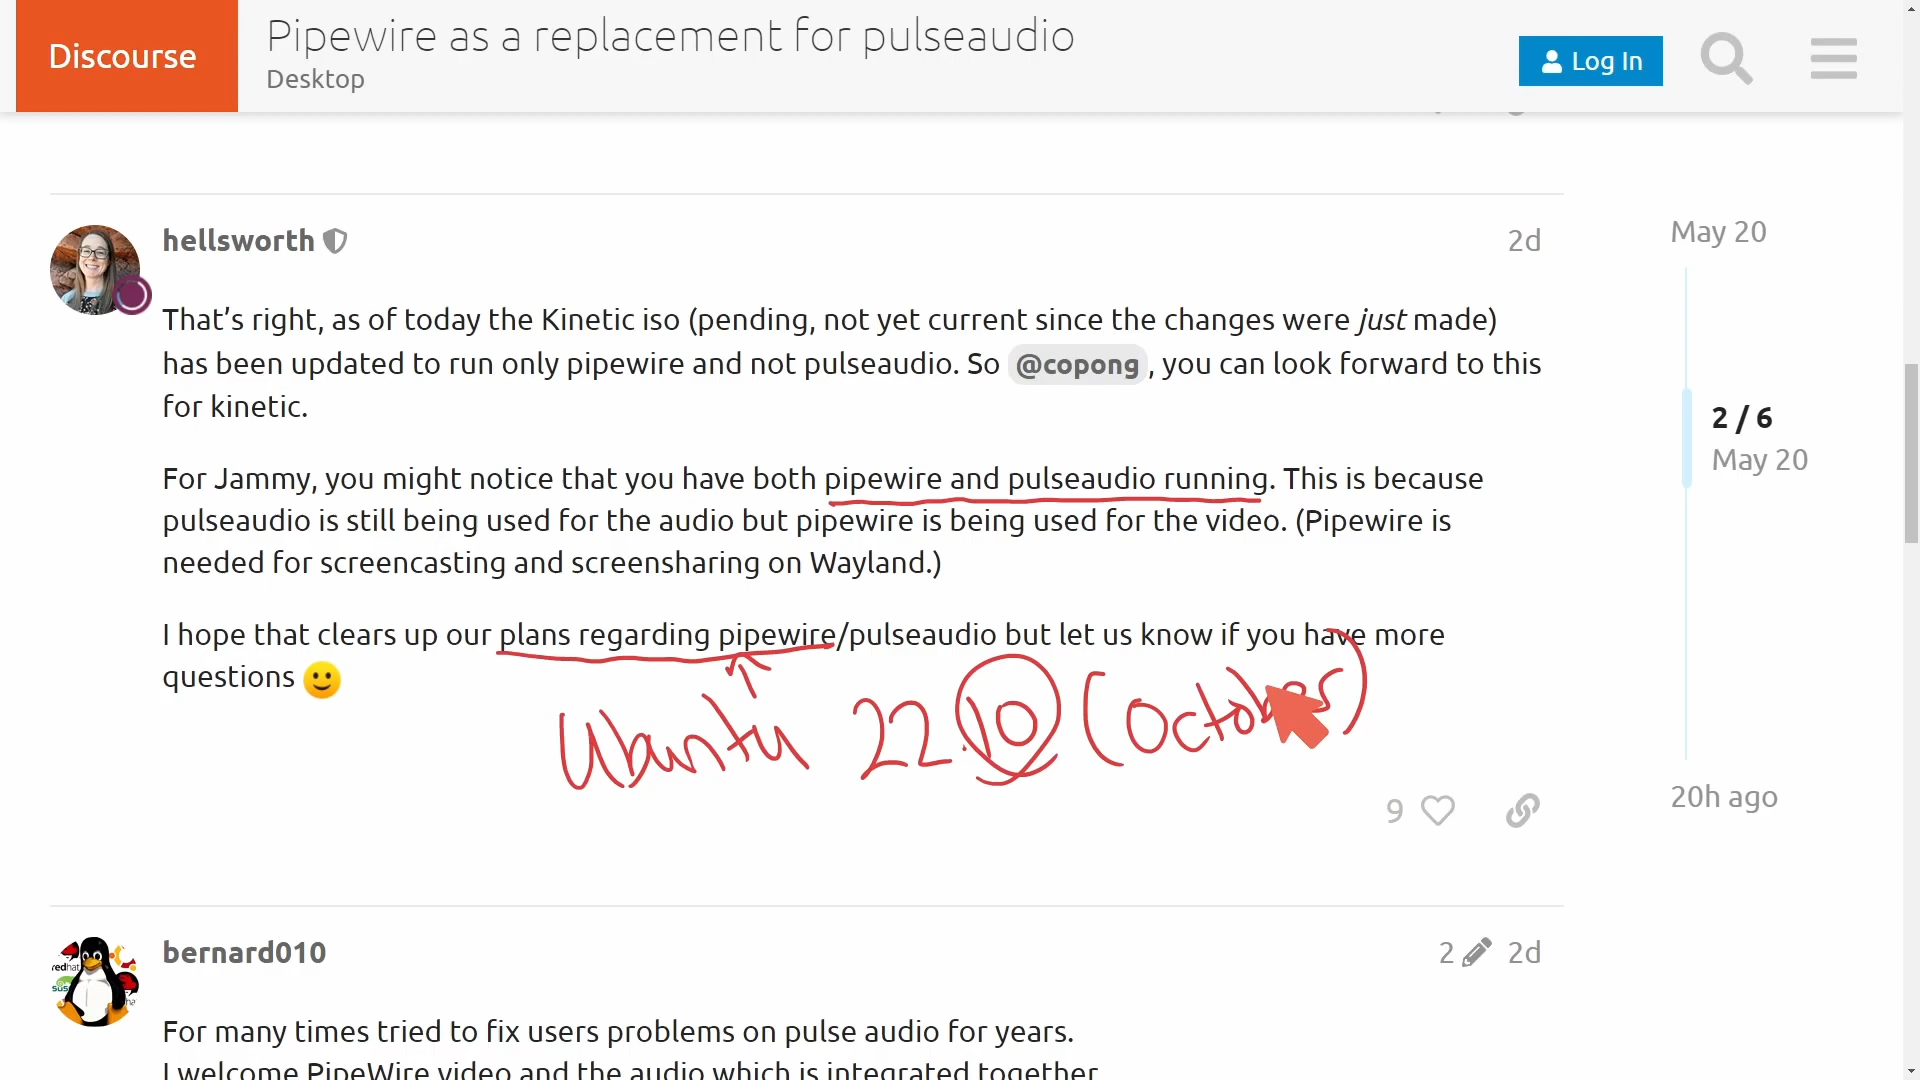 Discourse
Pipewire as a replacement for pulseaudio
Desktop
Log In
hellsworth
2d
May 20
That’s right, as of today the Kinetic iso (pending, not yet current since the changes were just made)
has been updated to run only pipewire and not pulseaudio. So @copong, you can look forward to this
for kinetic.
2 / 6
May 20
For Jammy, you might notice that you have both pipewire and pulseaudio running. This is because
pulseaudio is still being used for the audio but pipewire is being used for the video. (Pipewire is
needed for screencasting and screensharing on Wayland.)
I hope that clears up our plans regarding pipewire/pulseaudio but let us know if you have more
questions 🙂
Ubuntu 22.10 (October)
20h ago
9
bernard010
2
2d
redhat
For many times tried to fix users problems on pulse audio for years.
I welcome PipeWire video and the audio which is integrated together